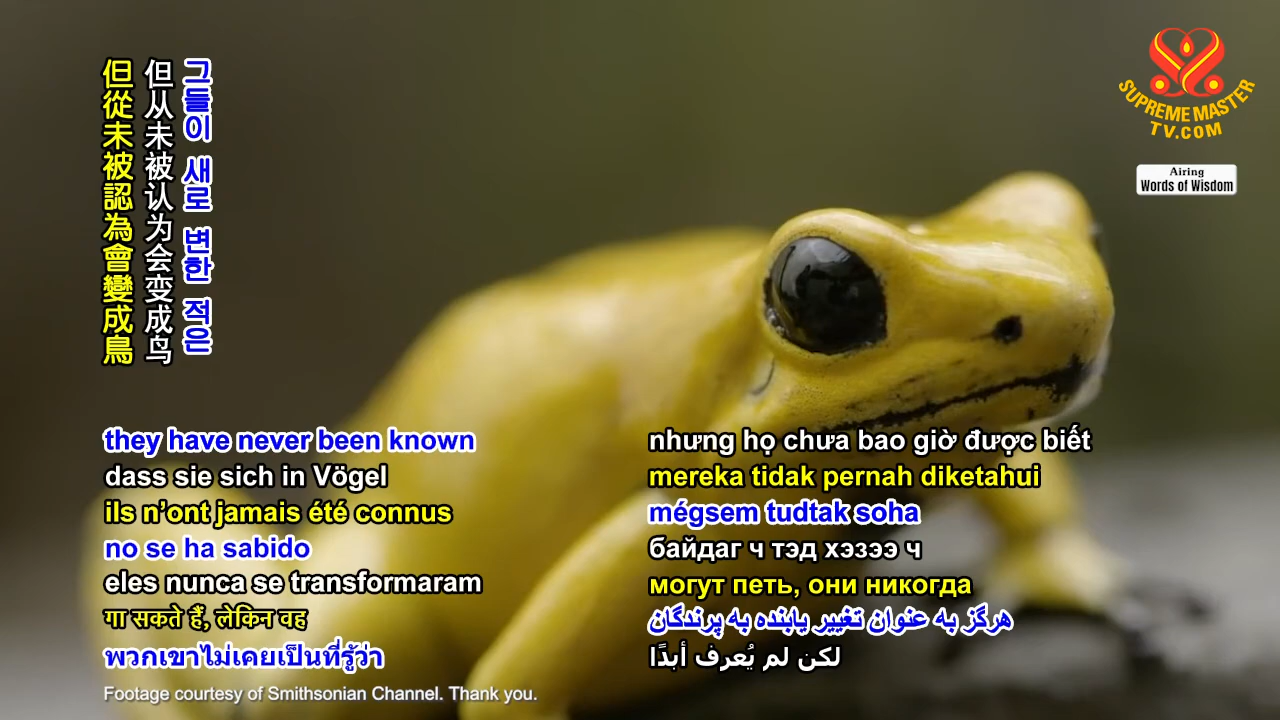 그들이 새로 변한 적은
但从未被认为会变成鸟
但從未被認為會變成鳥
SUPREME MASTER
TV.COM
Airing
Words of Wisdom
they have never been known
dass sie sich in Vögel
ils n’ont jamais été connus
no se ha sabido
eles nunca se transformaram
गा सकते हैं, लेकिन वह
พวกเขาไม่เคยเป็นที่รู้ว่า
nhưng họ chưa bao giờ được biết
mereka tidak pernah diketahui
mégsem tudtak soha
байдаг ч тэд хэзээ ч
могут петь, они никогда
هرگز به عنوان تغییر یابنده به پرندگان
لكن لم يُعرف أبدًا
Footage courtesy of Smithsonian Channel. Thank you.